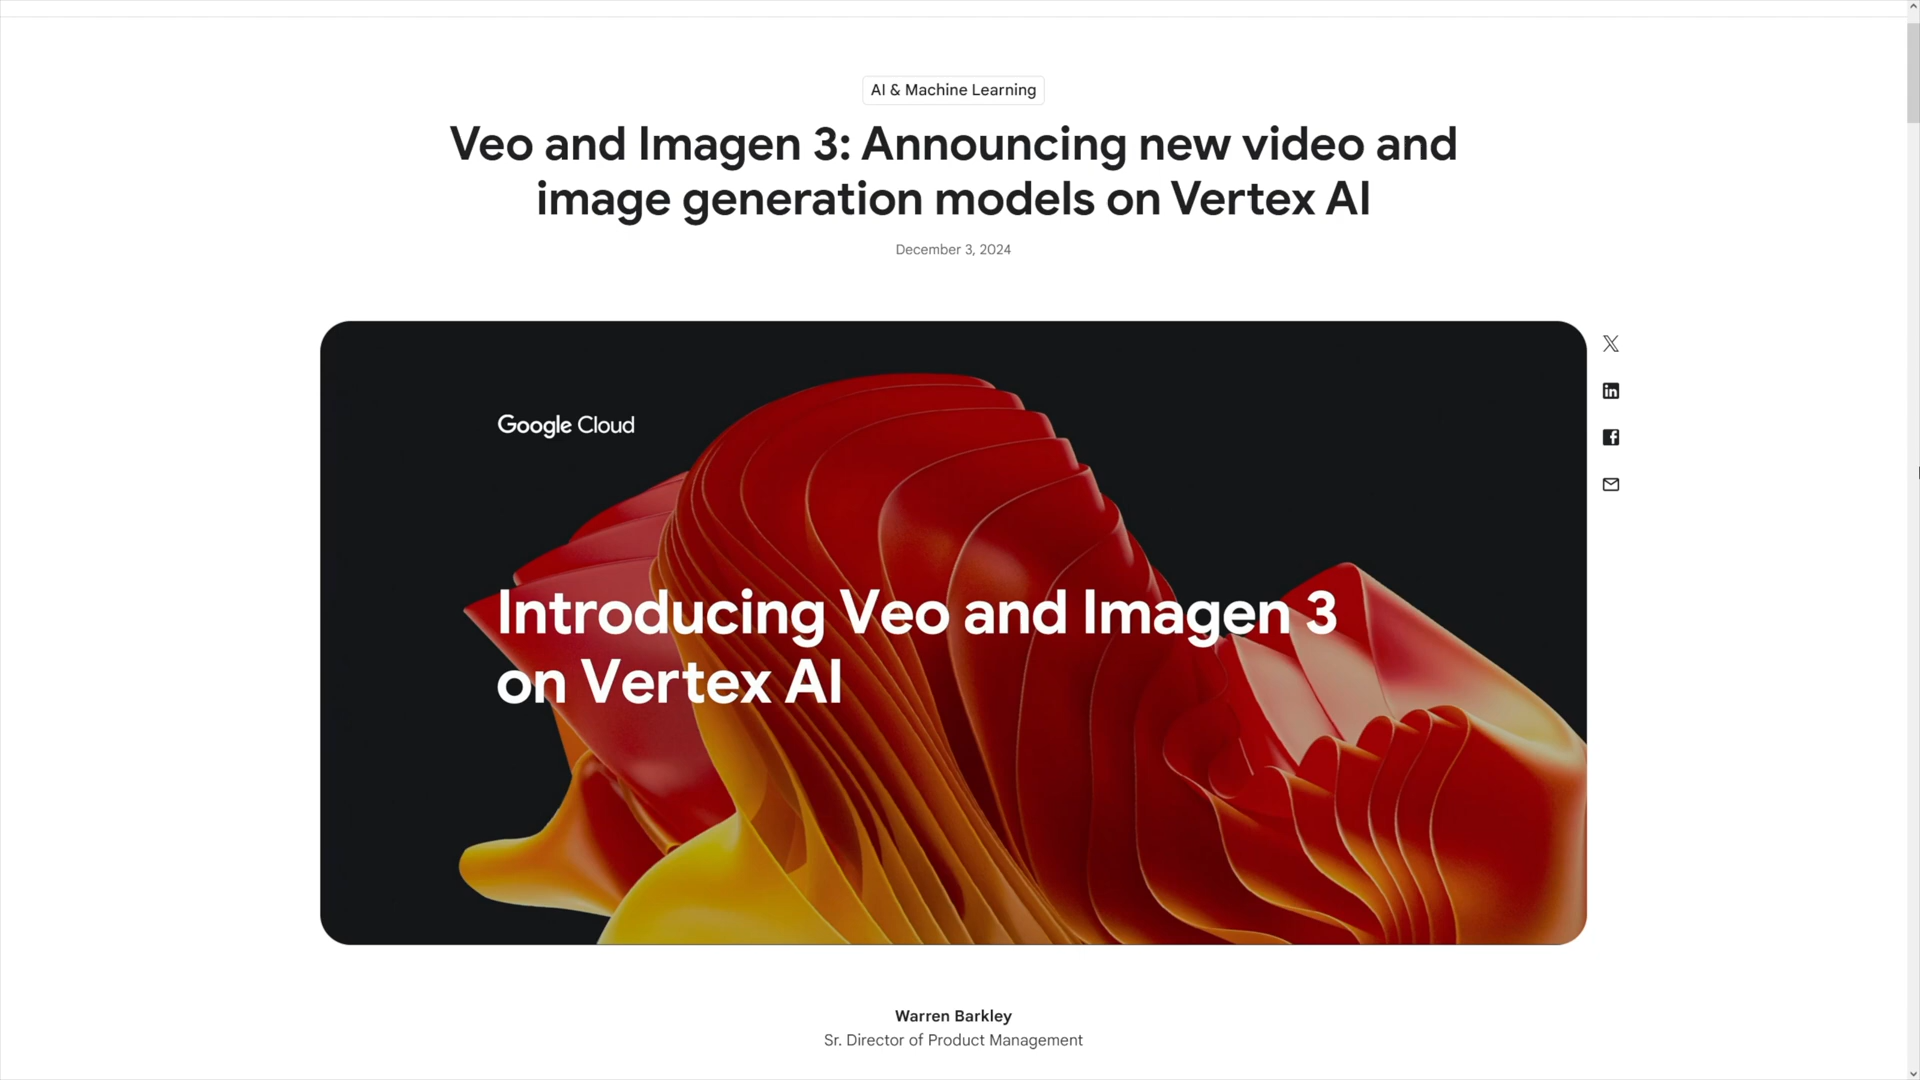 AI & Machine Learning
Veo and Imagen 3: Announcing new video and
image generation models on Vertex AI
December 3, 2024
Google Cloud
Introducing Veo and Imagen 3
on Vertex AI
Warren Barkley
Sr. Director of Product Management